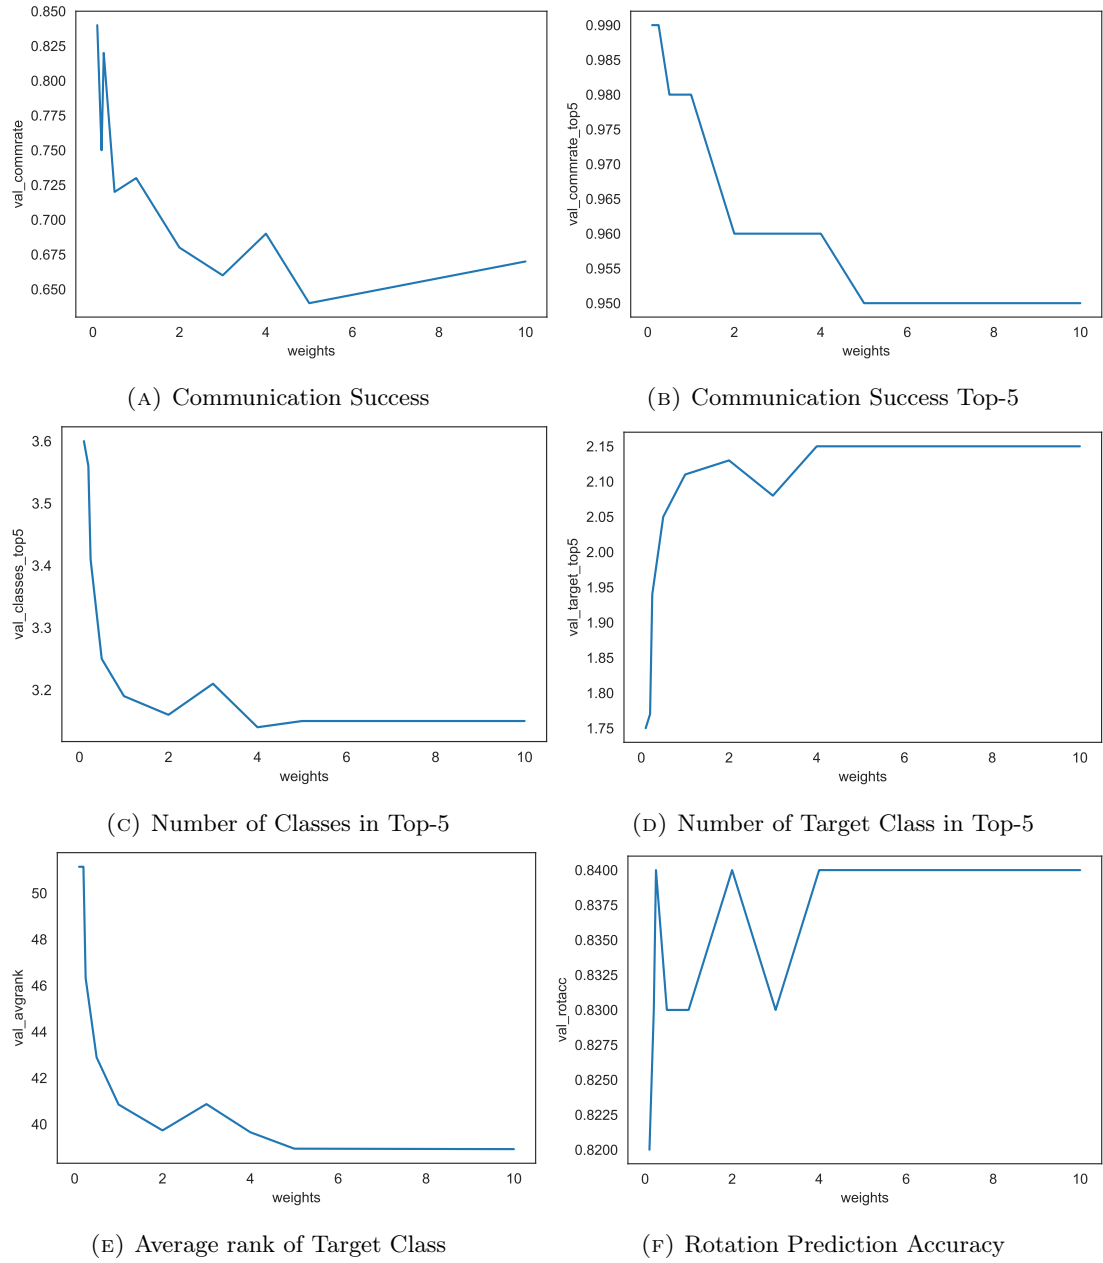 0.850
0.825
0.800
0.775
0.750
0.725
0.700
0.675
0.650
val_commrate
0 2 4 6 8 10
weights
(A) Communication Success
0.990
0.985
0.980
0.975
0.970
0.965
0.960
0.955
0.950
val_commrate_top5
0 2 4 6 8 10
weights
(B) Communication Success Top-5
3.6
3.5
3.4
3.3
3.2
val_classes_top5
0 2 4 6 8 10
weights
(C) Number of Classes in Top-5
2.15
2.10
2.05
2.00
1.95
1.90
1.85
1.80
1.75
val_target_top5
0 2 4 6 8 10
weights
(D) Number of Target Class in Top-5
50
48
46
44
42
40
val_avgrank
0 2 4 6 8 10
weights
(E) Average rank of Target Class
0.8400
0.8375
0.8350
0.8325
0.8300
0.8275
0.8250
0.8225
0.8200
val_rotacc
0 2 4 6 8 10
weights
(F) Rotation Prediction Accuracy